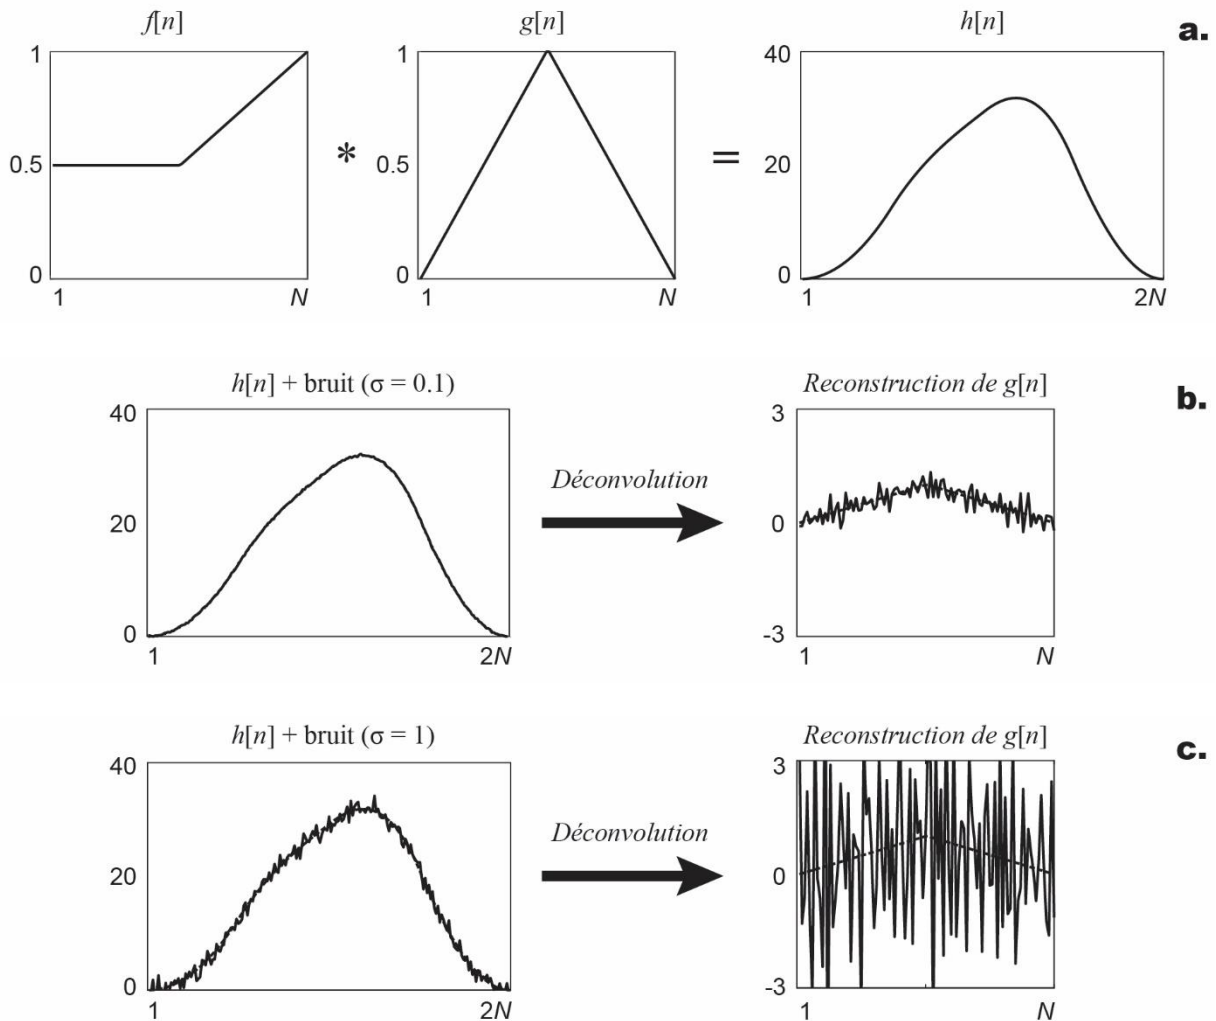 f[n] g[n] h[n] a.
1 1 40
0.5 * 0.5 = 20
0 0 0
1 N 1 N 1 2N
h[n] + bruit (σ = 0.1) Reconstruction de g[n] b.
40 3
Déconvolution
20 0
0 -3
1 2N 1 N
h[n] + bruit (σ = 1) Reconstruction de g[n] c.
40 3
Déconvolution
20 0
0 -3
1 2N 1 N